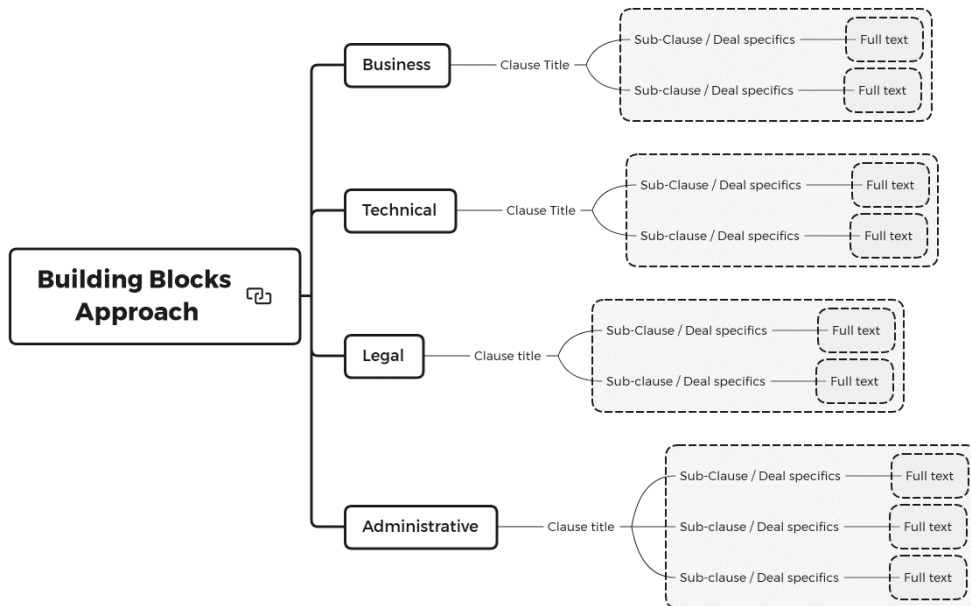 Building Blocks
Approach
Business
Clause Title
Sub-Clause / Deal specifics
Full text
Sub-clause / Deal specifics
Full text
Technical
Clause Title
Sub-Clause / Deal specifics
Full text
Sub-clause / Deal specifics
Full text
Legal
Clause title
Sub-Clause / Deal specifics
Full text
Sub-clause / Deal specifics
Full text
Administrative
Clause title
Sub-Clause / Deal specifics
Full text
Sub-clause / Deal specifics
Full text
Sub-clause / Deal specifics
Full text